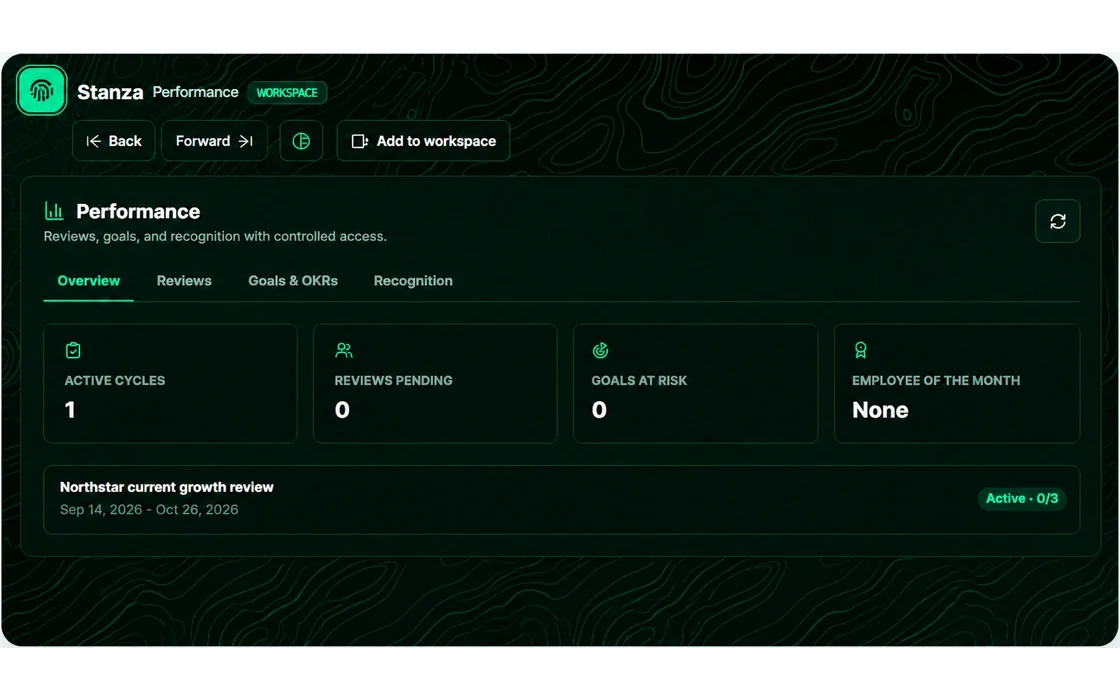 Stanza Performance WORKSPACE
Back Forward Add to workspace
Performance
Reviews, goals, and recognition with controlled access.
Overview Reviews Goals & OKRs Recognition
ACTIVE CYCLES
1
REVIEWS PENDING
0
GOALS AT RISK
0
EMPLOYEE OF THE MONTH
None
Northstar current growth review
Sep 14, 2026 - Oct 26, 2026
Active · 0/3